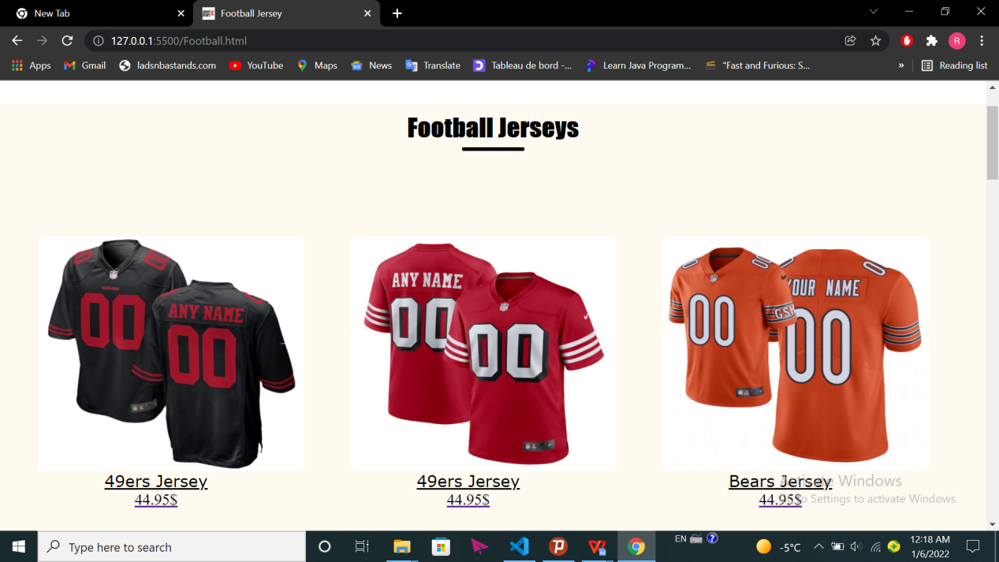 New Tab
Football Jersey
127.0.0.1:5500/Football.html
R
Apps
Gmail
ladsnbastands.com
YouTube
Maps
News
Translate
Tableau de bord -...
Learn Java Program...
"Fast and Furious: S...
»
Reading list
Football Jerseys
00
ANY NAME
00
ANY NAME
00
00
00
GSH
YOUR NAME
00
49ers Jersey
44.95$
49ers Jersey
44.95$
Bears Jersey
44.95$
Activate Windows
Go to Settings to activate Windows.
Type here to search
EN
-5°C
12:18 AM
1/6/2022